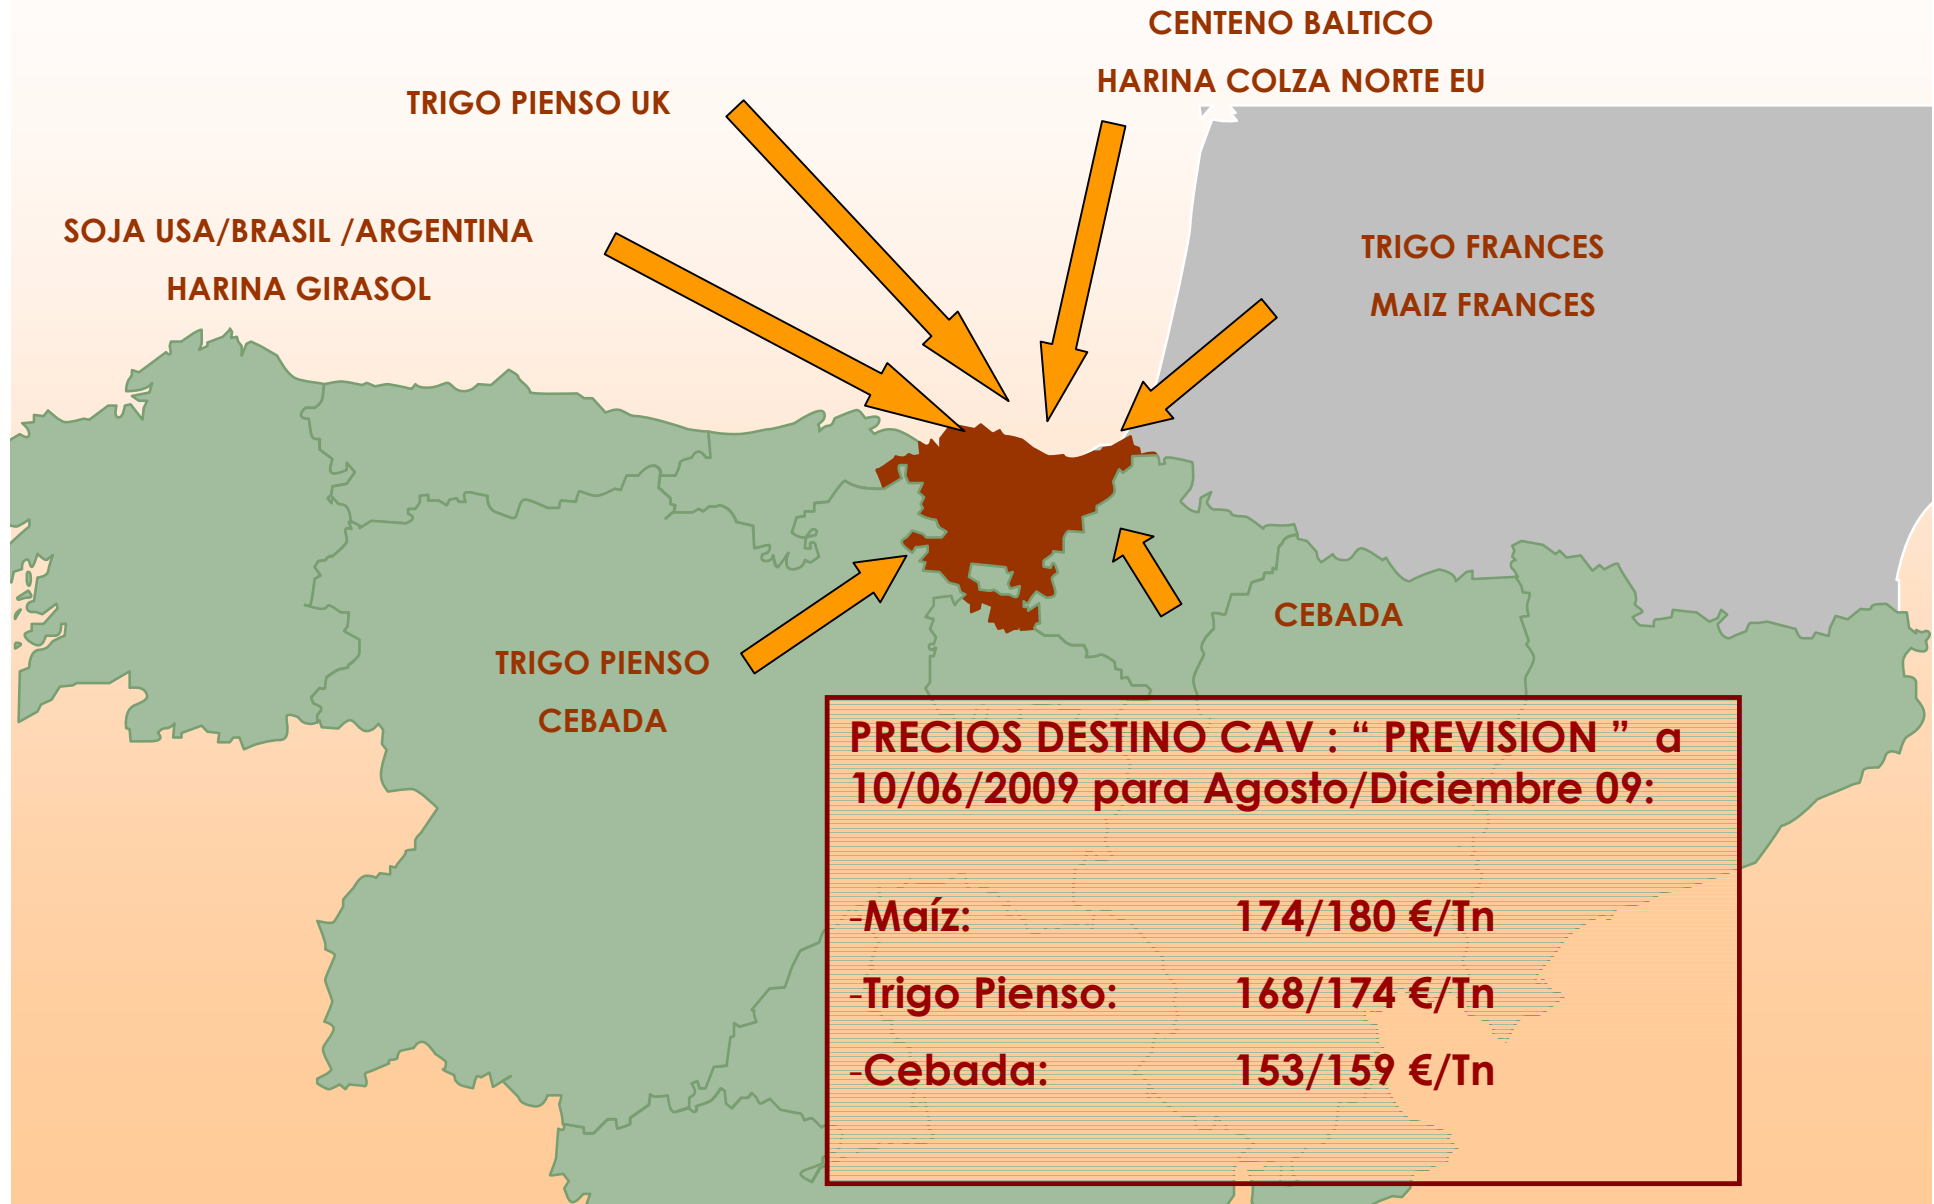 CENTENO BALTICO
HARINA COLZA NORTE EU
TRIGO PIENSO UK
SOJA USA/BRASIL /ARGENTINA
HARINA GIRASOL
TRIGO FRANCES
MAIZ FRANCES
CEBADA
TRIGO PIENSO
CEBADA
PRECIOS DESTINO CAV : “ PREVISION ” a
10/06/2009 para Agosto/Diciembre 09:
-Maíz: 174/180 €/Tn
-Trigo Pienso: 168/174 €/Tn
-Cebada: 153/159 €/Tn